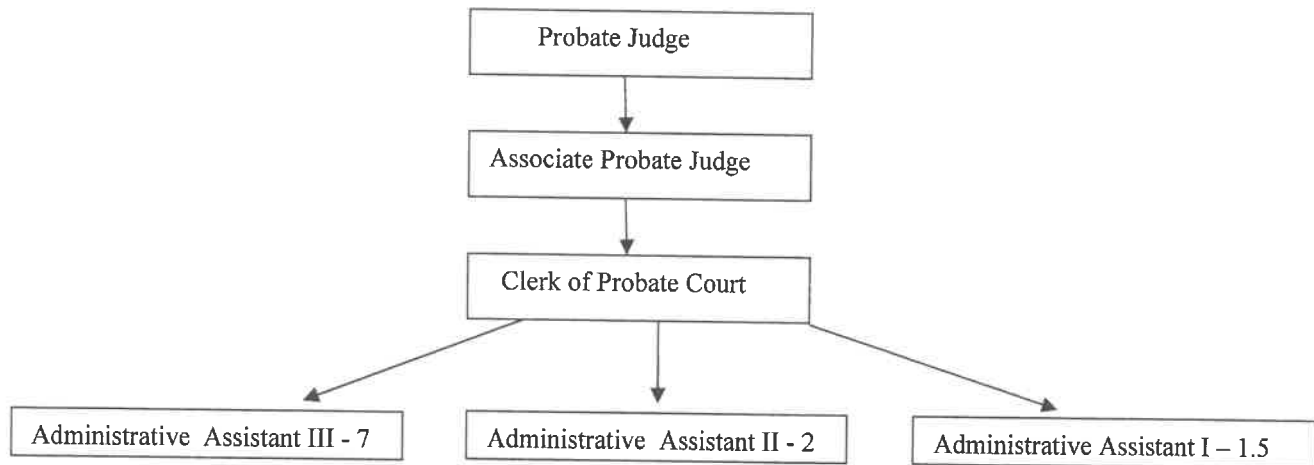 Probate Judge
Associate Probate Judge
Clerk of Probate Court
Administrative Assistant III - 7
Administrative Assistant II - 2
Administrative Assistant I – 1.5